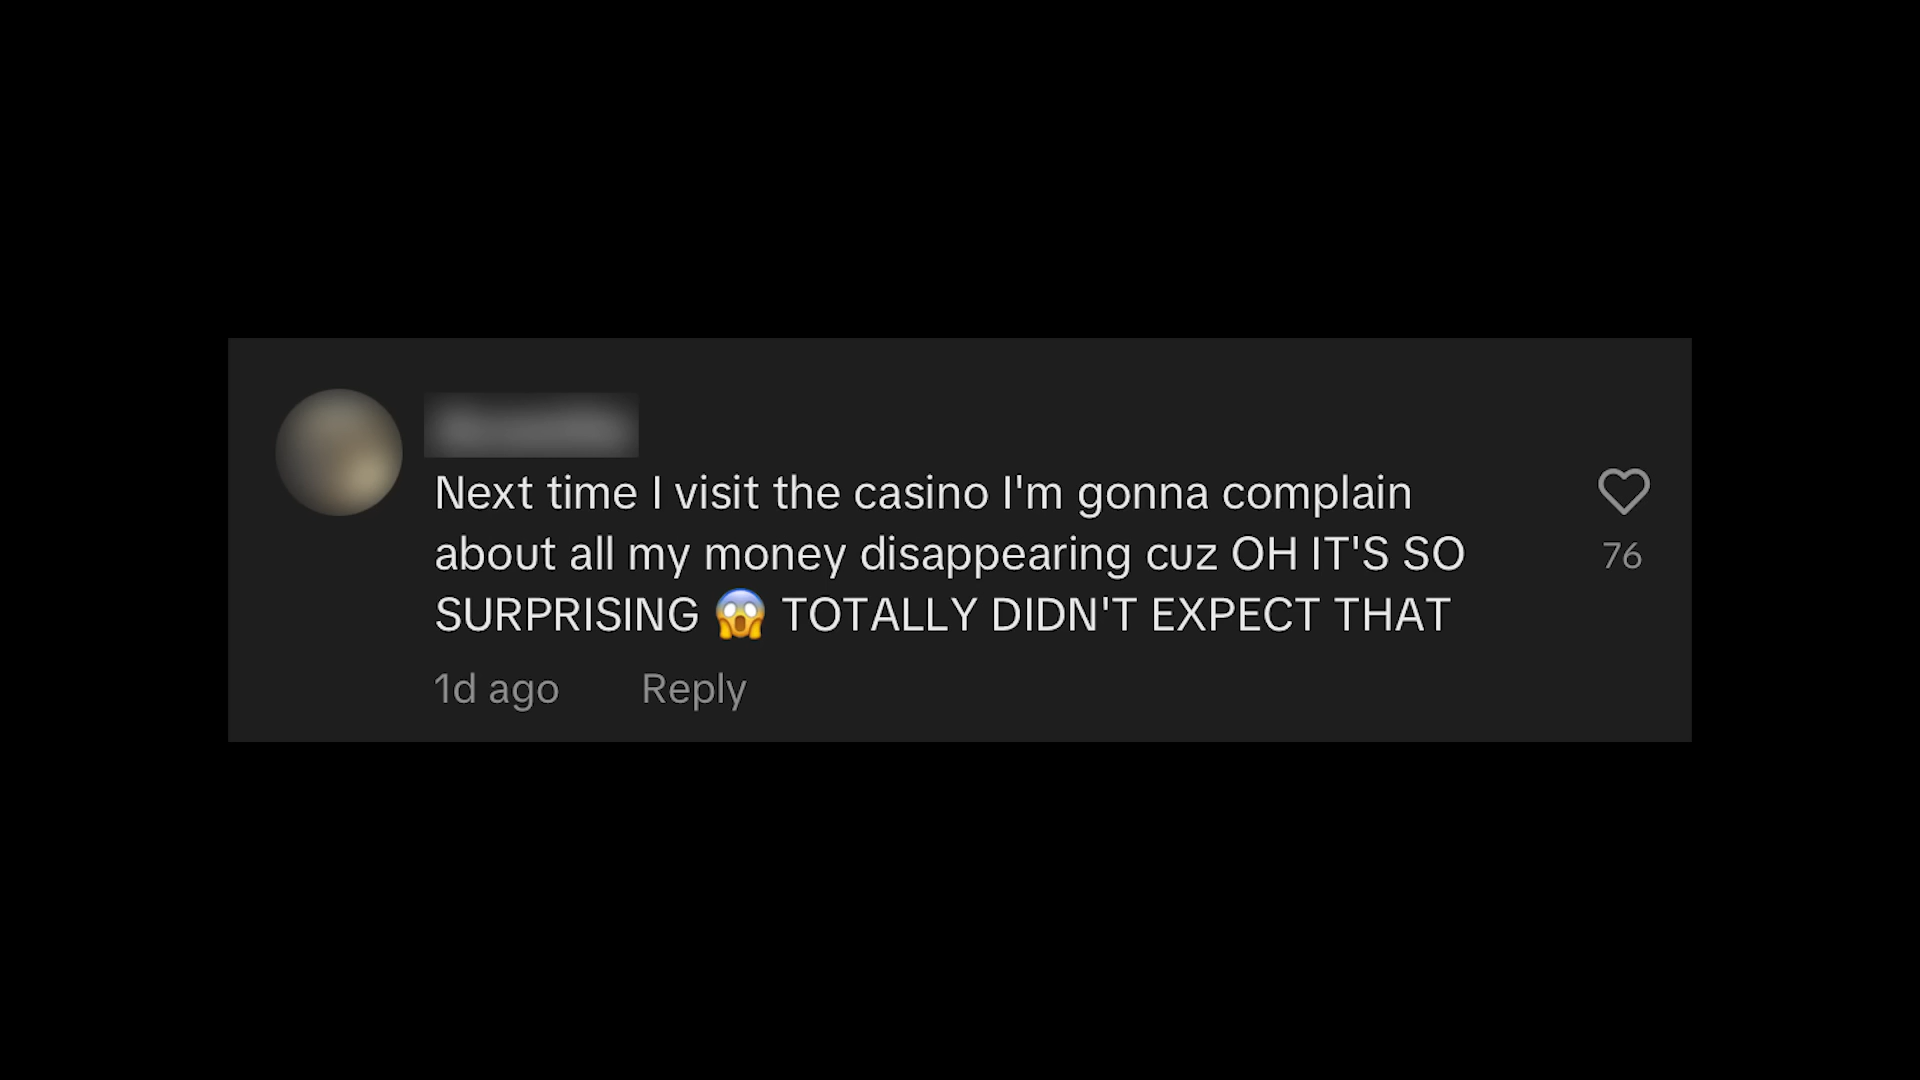 Next time I visit the casino I'm gonna complain
about all my money disappearing cuz OH IT'S SO
SURPRISING 😱 TOTALLY DIDN'T EXPECT THAT
76
1d ago Reply